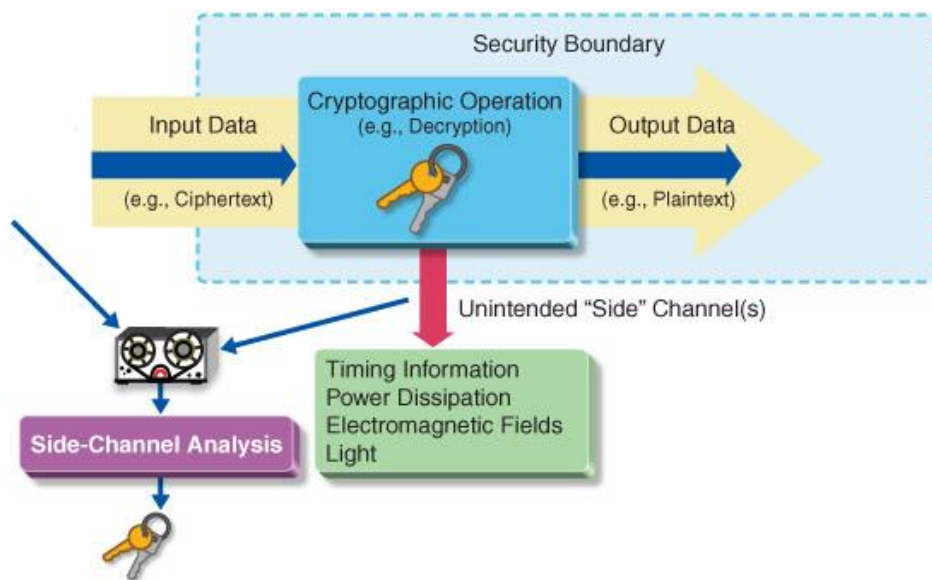 Security Boundary
Cryptographic Operation
(e.g., Decryption)
Input Data
(e.g., Ciphertext)
Output Data
(e.g., Plaintext)
Unintended “Side” Channel(s)
Timing Information
Power Dissipation
Electromagnetic Fields
Light
Side-Channel Analysis